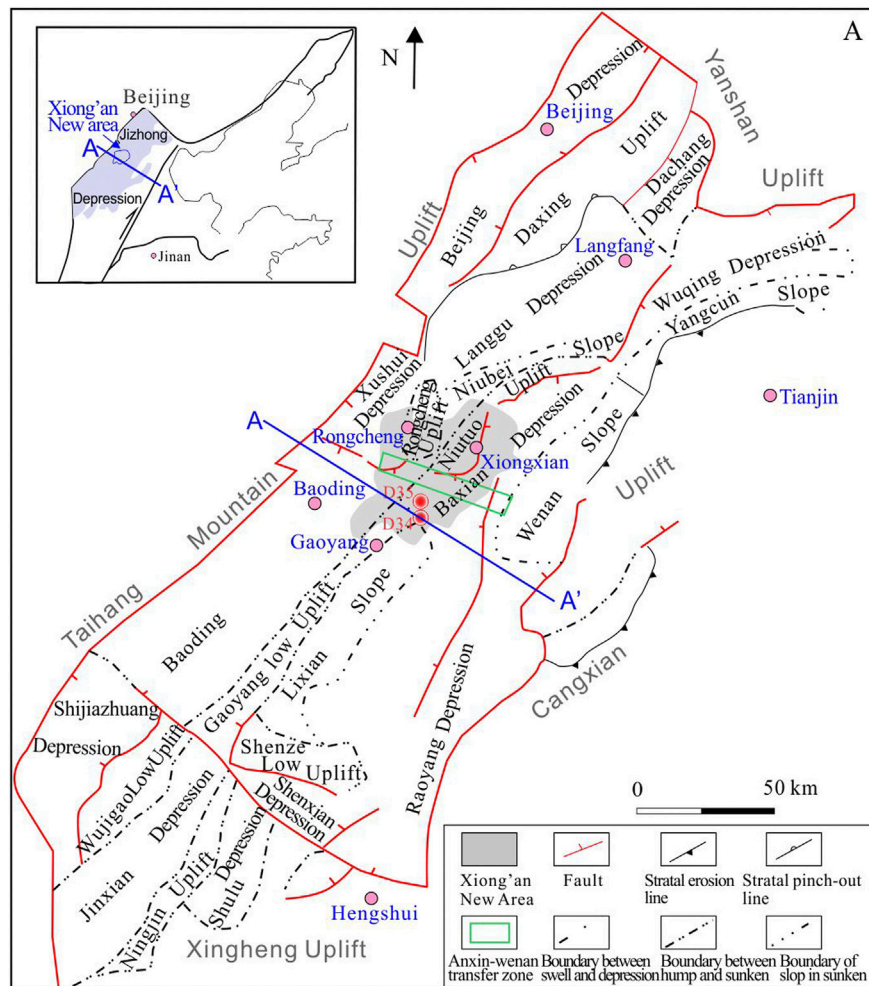 A
N
Beijing
Xiong'an
New area
Jizhong
A
A'
Depression
Jinan
Depression
Yanshan
Beijing
Uplift
Dachang
Depression
Uplift
Uplift
Beijing
Daxing
Langfang
Langgu Depression
Wuqing Depression
Yangcun Slope
Niubei Slope
Xushui
Depression
Rongcheng
Uplift
Niutuo Uplift
Tianjin
A
Rongcheng
Xiongxian
Baxian Depression
Wenan Slope
Uplift
Baoding
D35
D34
Gaoyang
Mountain
A'
Taihang
Baoding
Gaoyang low Uplift
Lixian Slope
Cangxian
Shijiazhuang
Depression
Raoyang Depression
Shenze
Low
Uplift
WujigaoLowUplift
Shenxian
Depression
Jinxian Depression
Ningjin Uplift
Shulu Depression
Hengshui
Xingheng Uplift
0 50 km
Xiong'an
New Area
Fault
Stratal erosion
line
Stratal pinch-out
line
Anxin-wenan
transfer zone
Boundary between
swell and depression
Boundary between
hump and sunken
Boundary of
slop in sunken